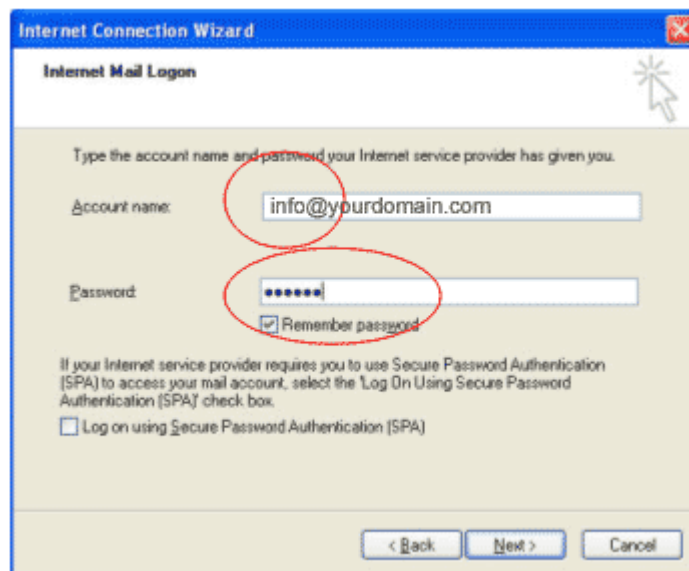 Internet Connection Wizard
Internet Mail Logon
Type the account name and password your Internet service provider has given you.
Account name: info@yourdomain.com
Password: ••••••
Remember password
If your Internet service provider requires you to use Secure Password Authentication
(SPA) to access your mail account, select the 'Log On Using Secure Password
Authentication (SPA)' check box.
Log on using Secure Password Authentication (SPA)
< Back Next > Cancel